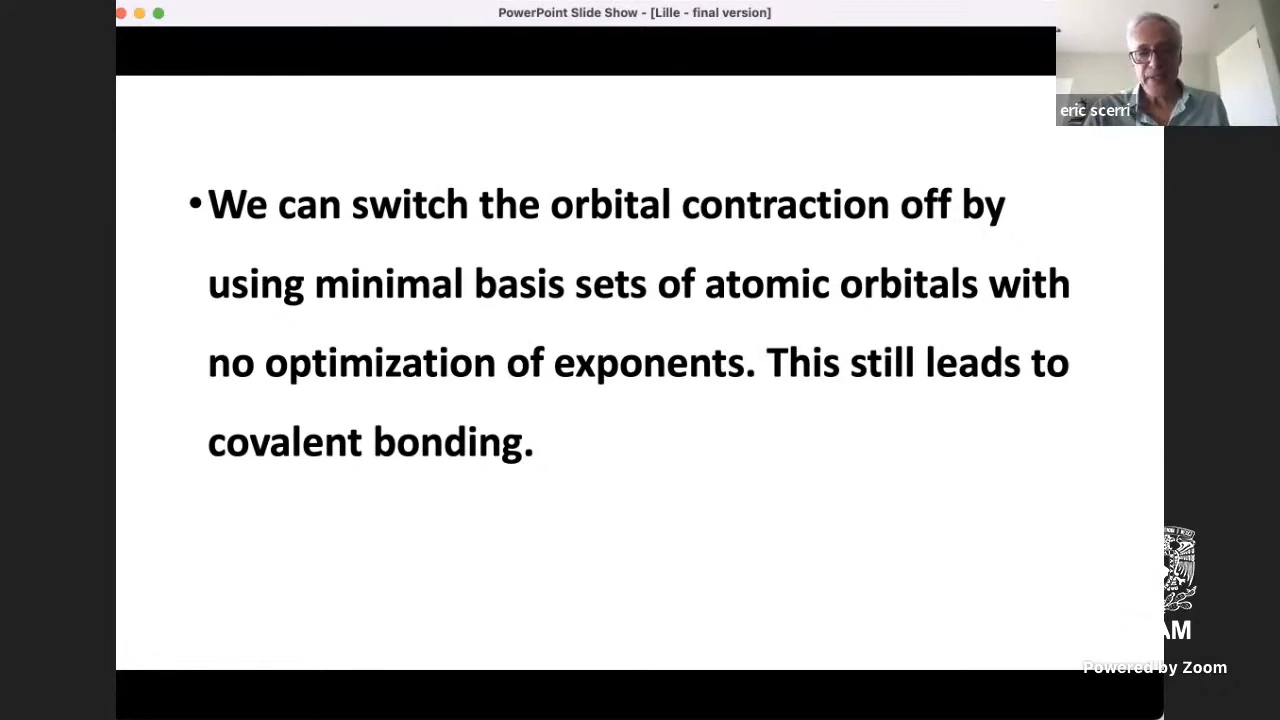 PowerPoint Slide Show - [Lille - final version]
eric scerri
•We can switch the orbital contraction off by
using minimal basis sets of atomic orbitals with
no optimization of exponents. This still leads to
covalent bonding.
AM
Powered by Zoom